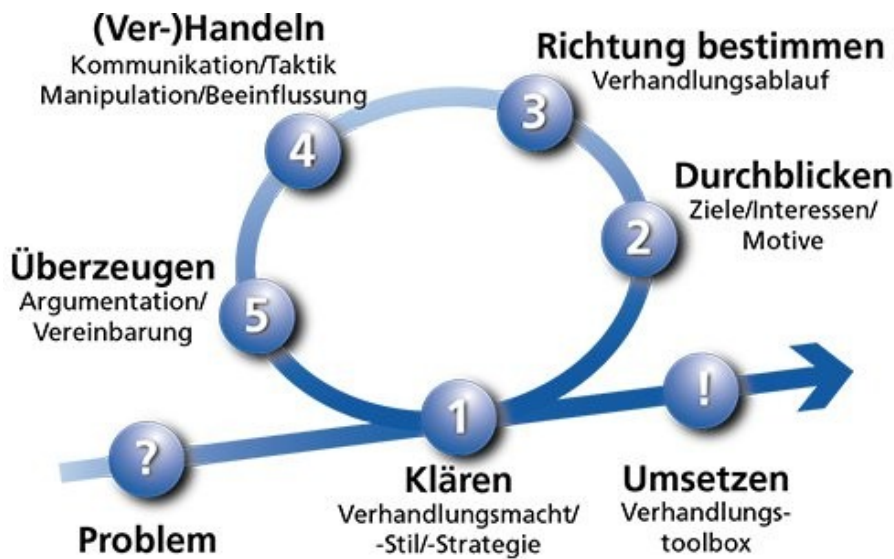 (Ver-)Handeln
Kommunikation/Taktik
Manipulation/Beeinflussung
Richtung bestimmen
Verhandlungsablauf
4
3
Durchblicken
Ziele/Interessen/
Motive
2
Überzeugen
Argumentation/
Vereinbarung
5
1
!
?
Klären
Verhandlungsmacht/
-Stil/-Strategie
Umsetzen
Verhandlungs-
toolbox
Problem